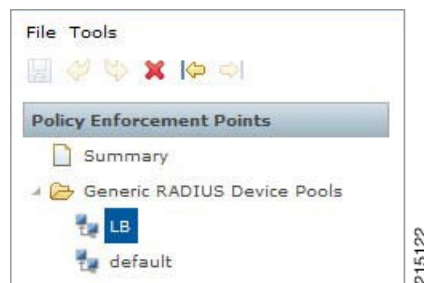 File Tools
Policy Enforcement Points
Summary
Generic RADIUS Device Pools
LB
default
215122